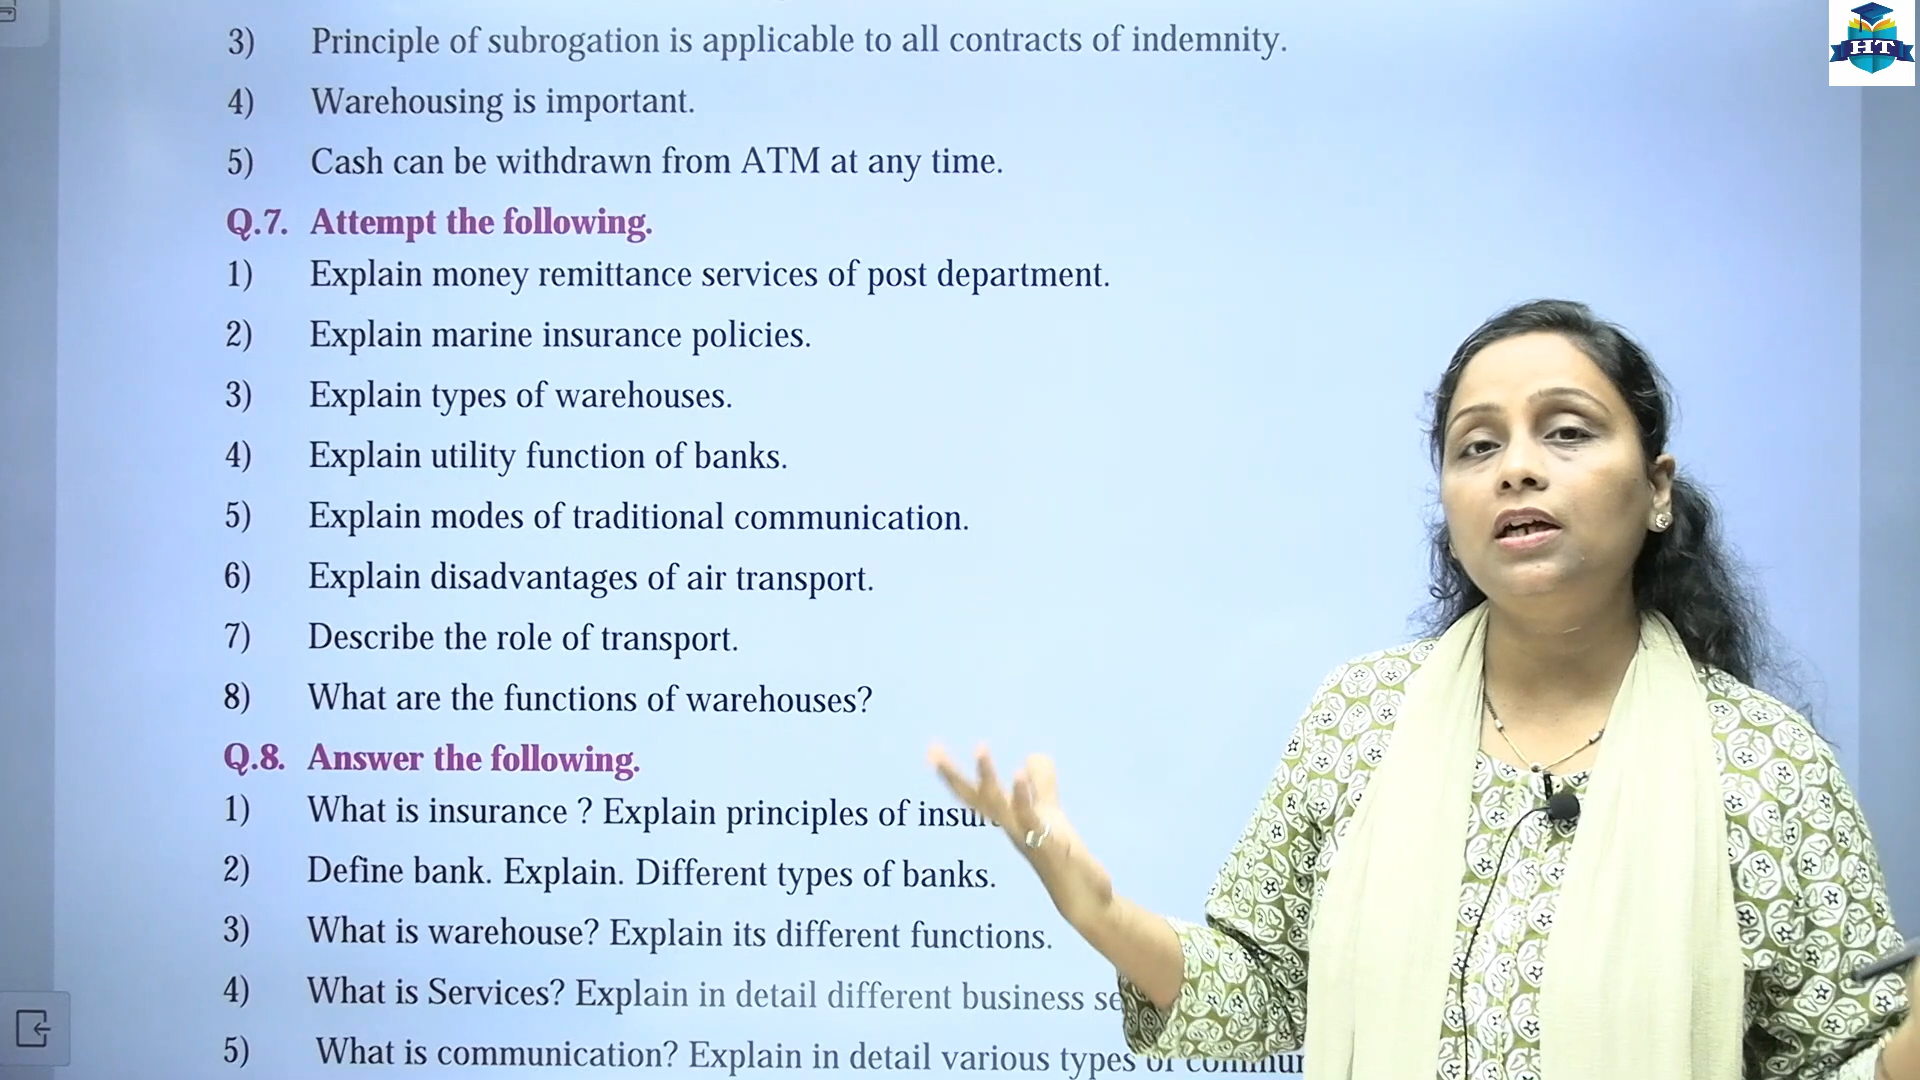 HT
3) Principle of subrogation is applicable to all contracts of indemnity.
4) Warehousing is important.
5) Cash can be withdrawn from ATM at any time.
Q.7. Attempt the following.
1) Explain money remittance services of post department.
2) Explain marine insurance policies.
3) Explain types of warehouses.
4) Explain utility function of banks.
5) Explain modes of traditional communication.
6) Explain disadvantages of air transport.
7) Describe the role of transport.
8) What are the functions of warehouses?
Q.8. Answer the following.
1) What is insurance ? Explain principles of
2) Define bank. Explain. Different types of banks.
3) What is warehouse? Explain its different functions.
4) What is Services? Explain in detail different business
5) What is communication? Explain in detail various types of